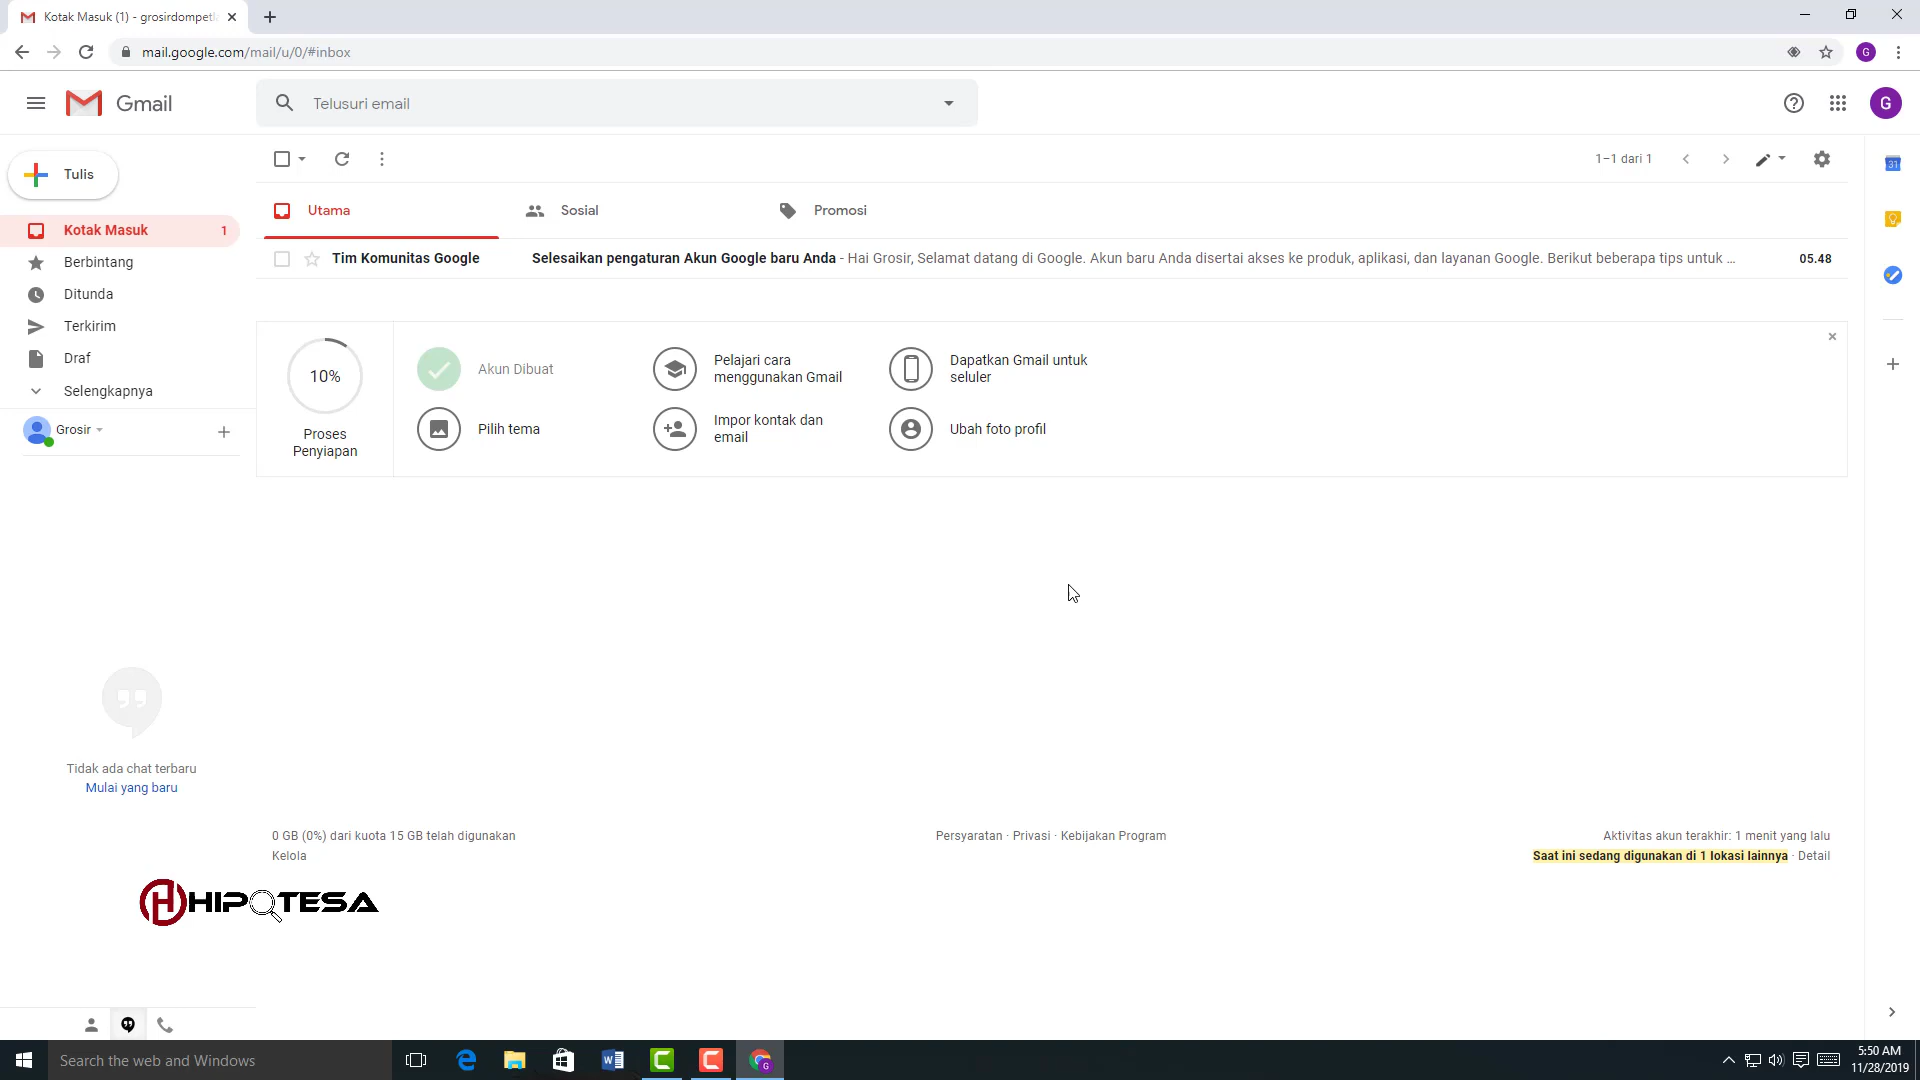 Kotak Masuk (1) - grosirdompet
mail.google.com/mail/u/0/#inbox
G
Gmail
Telusuri email
G
Tulis
1–1 dari 1
31
Utama
Sosial
Promosi
Kotak Masuk 1
Berbintang
Ditunda
Terkirim
Draf
Selengkapnya
Grosir
Tim Komunitas Google Selesaikan pengaturan Akun Google baru Anda - Hai Grosir, Selamat datang di Google. Akun baru Anda disertai akses ke produk, aplikasi, dan layanan Google. Berikut beberapa tips untuk ... 05.48
10%
Proses
Penyiapan
Akun Dibuat
Pelajari cara
menggunakan Gmail
Dapatkan Gmail untuk
seluler
Pilih tema
Impor kontak dan
email
Ubah foto profil
Tidak ada chat terbaru
Mulai yang baru
0 GB (0%) dari kuota 15 GB telah digunakan
Kelola
Persyaratan · Privasi · Kebijakan Program
Aktivitas akun terakhir: 1 menit yang lalu
Saat ini sedang digunakan di 1 lokasi lainnya · Detail
HIPOTESA
Search the web and Windows
5:50 AM
11/28/2019